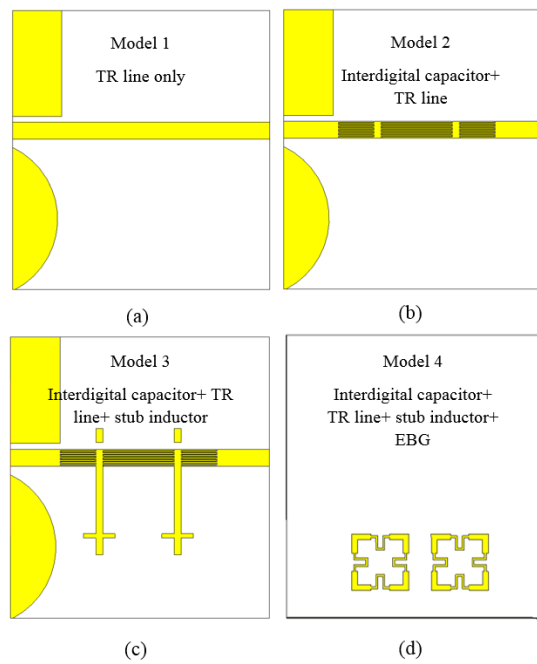 Model 1
TR line only
(a)
Model 2
Interdigital capacitor+
TR line
(b)
Model 3
Interdigital capacitor+ TR
line+ stub inductor
(c)
Model 4
Interdigital capacitor+
TR line+ stub inductor+
EBG
(d)